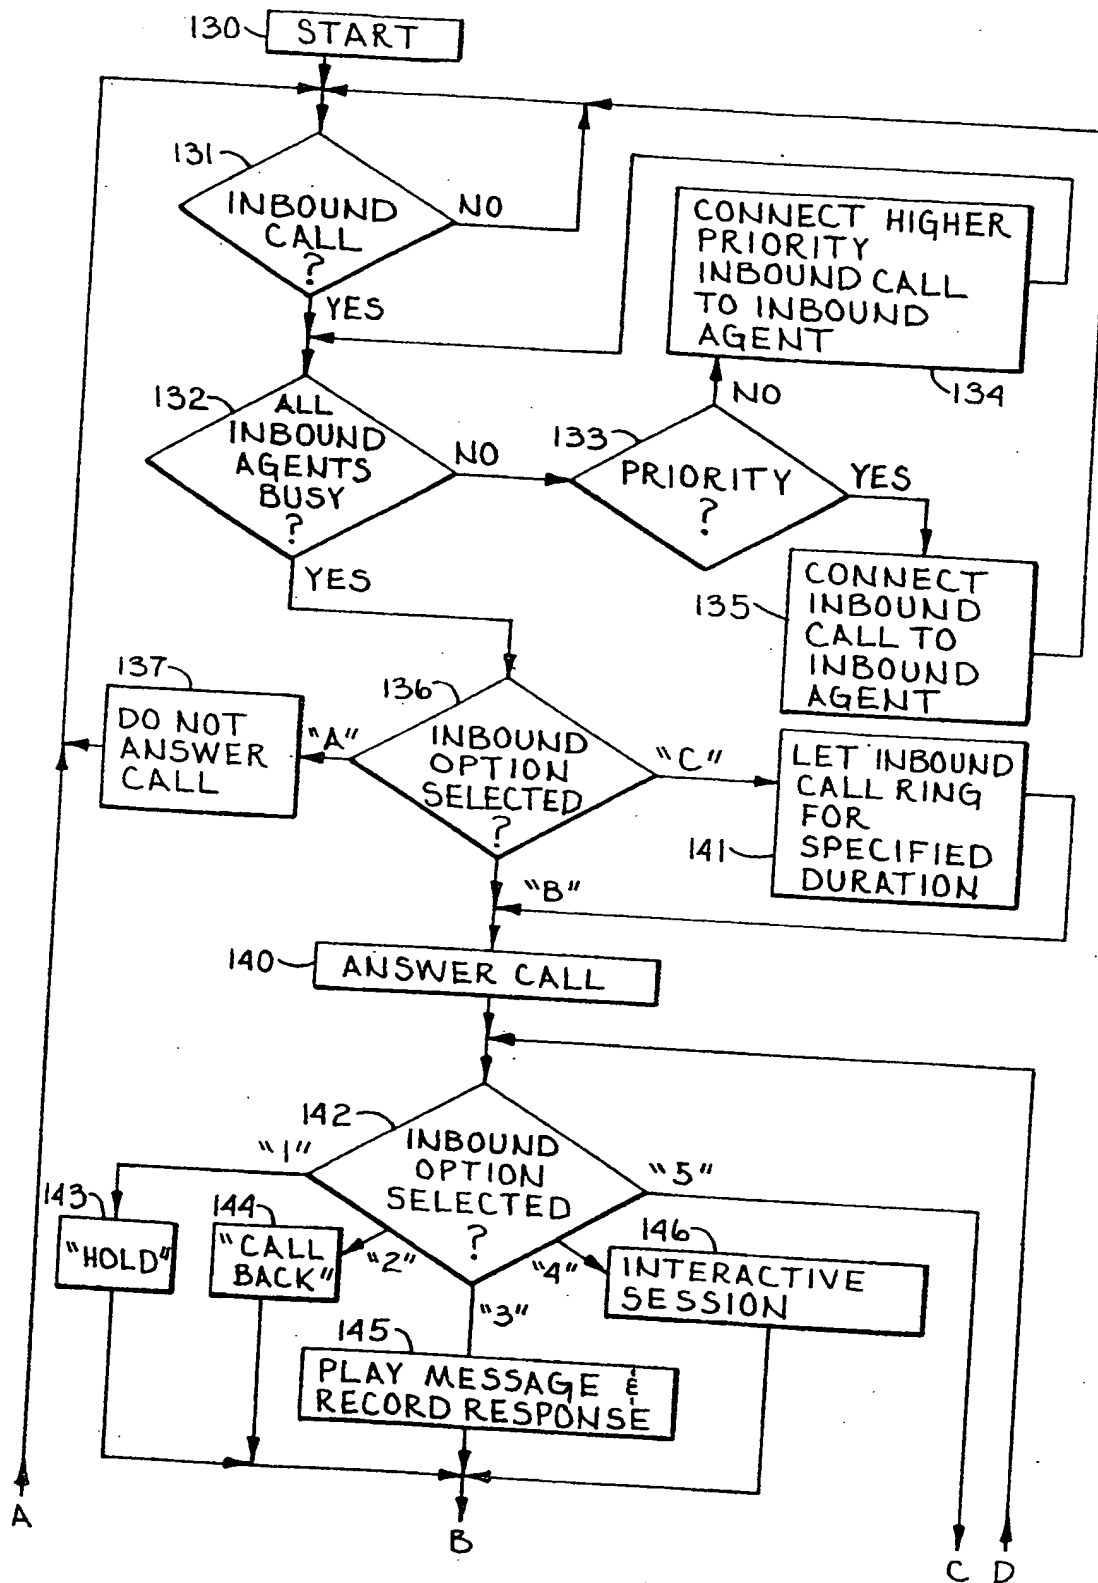 130
START
131
INBOUND
CALL
?
NO
YES
CONNECT HIGHER
PRIORITY
INBOUND CALL
TO INBOUND
AGENT
134
132
ALL
INBOUND
AGENTS
BUSY
?
NO
YES
133
PRIORITY
?
NO
YES
135
CONNECT
INBOUND
CALL TO
INBOUND
AGENT
137
DO NOT
ANSWER
CALL
136
"A"
INBOUND
OPTION
SELECTED
?
"C"
"B"
LET INBOUND
CALL RING
FOR
SPECIFIED
DURATION
141
140
ANSWER CALL
142
INBOUND
OPTION
SELECTED
?
"1"
"2"
"3"
"4"
"5"
143
"HOLD"
144
"CALL
BACK"
146
INTERACTIVE
SESSION
145
PLAY MESSAGE &
RECORD RESPONSE
A
B
C
D